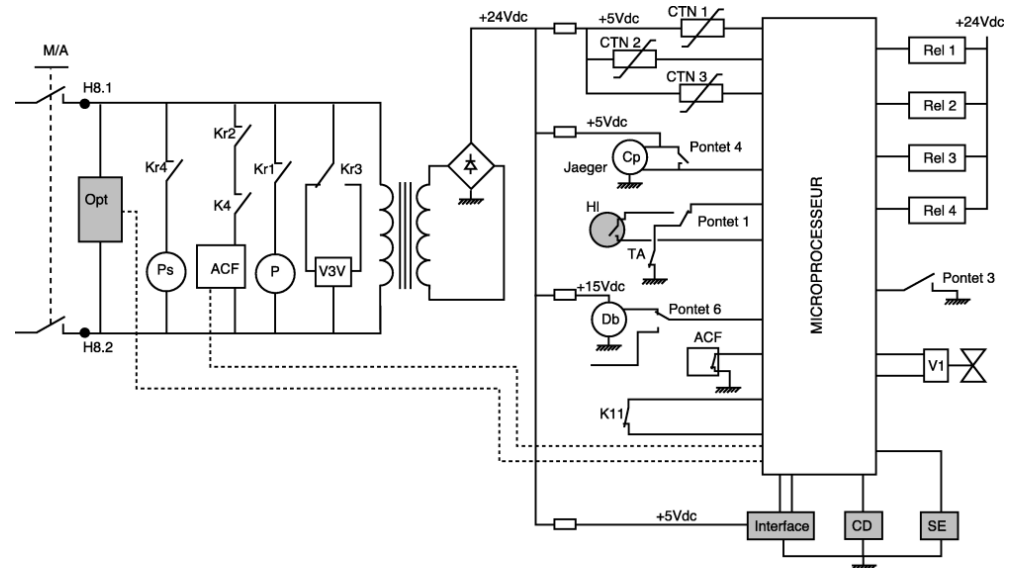 +24Vdc
+5Vdc
CTN 1
+24Vdc
M/A
CTN 2
Rel 1
H8.1
CTN 3
Rel 2
+5Vdc
Kr2
Cp
Pontet 4
Kr4
Kr1
Kr3
Jaeger
Rel 3
Opt
K4
HI
Rel 4
Pontet 1
TA
MICROPROCESSEUR
Ps
ACF
P
V3V
Pontet 3
+15Vdc
Db
Pontet 6
H8.2
ACF
V1
K11
+5Vdc
Interface
CD
SE